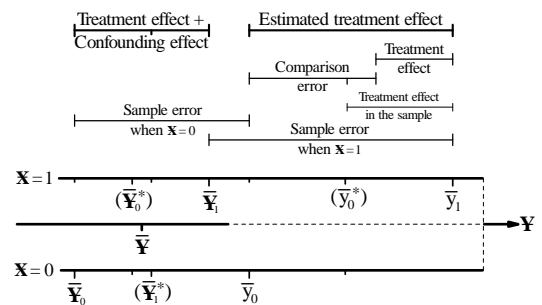 Treatment effect + Estimated treatment effect
Confounding effect
Treatment
effect
Comparison
error
Treatment effect
in the sample
Sample error
when X = 0
Sample error
when X = 1
X = 1
(Ȳ₀*) Ȳ₁ (ȳ₀*) ȳ₁
Ȳ Y
X = 0
Ȳ₀ (Ȳ₁*) ȳ₀